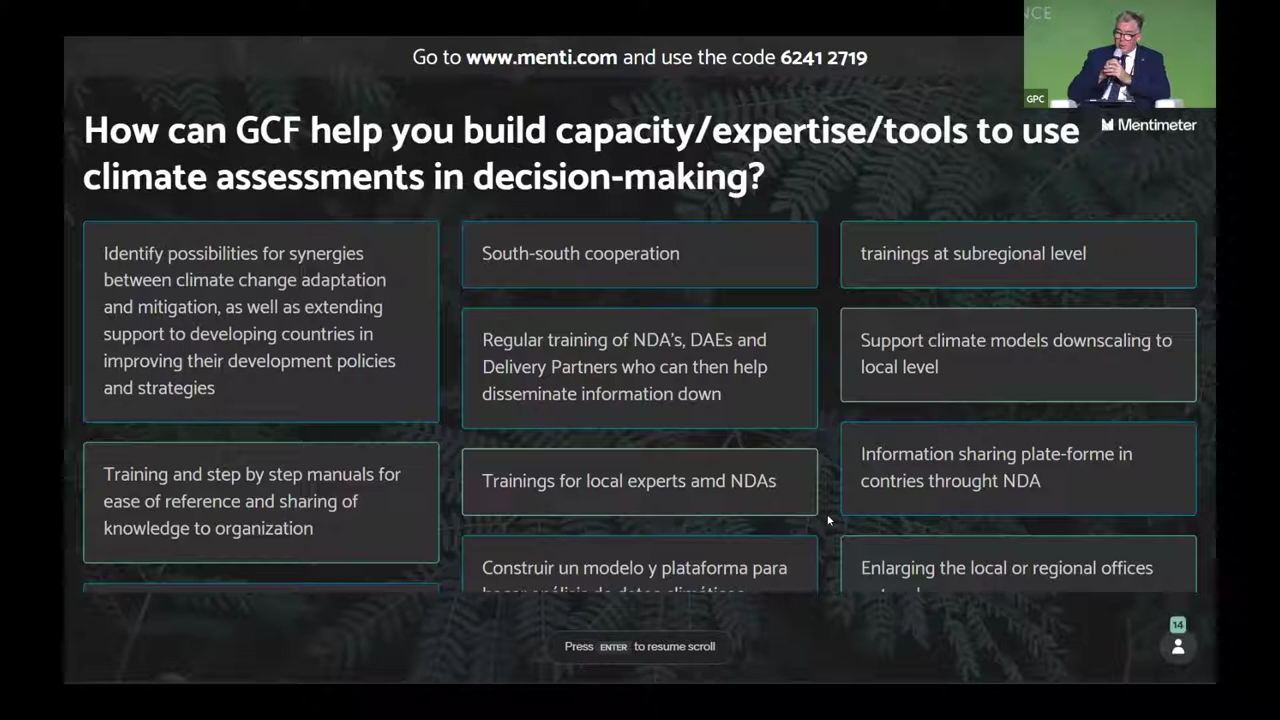 NCE
GPC
Go to www.menti.com and use the code 6241 2719
Mentimeter
How can GCF help you build capacity/expertise/tools to use
climate assessments in decision-making?
Identify possibilities for synergies
between climate change adaptation
and mitigation, as well as extending
support to developing countries in
improving their development policies
and strategies
Training and step by step manuals for
ease of reference and sharing of
knowledge to organization
South-south cooperation
Regular training of NDA's, DAEs and
Delivery Partners who can then help
disseminate information down
Trainings for local experts amd NDAs
Construir un modelo y plataforma para
hacer análisis de datos climáticos
trainings at subregional level
Support climate models downscaling to
local level
Information sharing plate-forme in
contries throught NDA
Enlarging the local or regional offices
Press ENTER to resume scroll
14